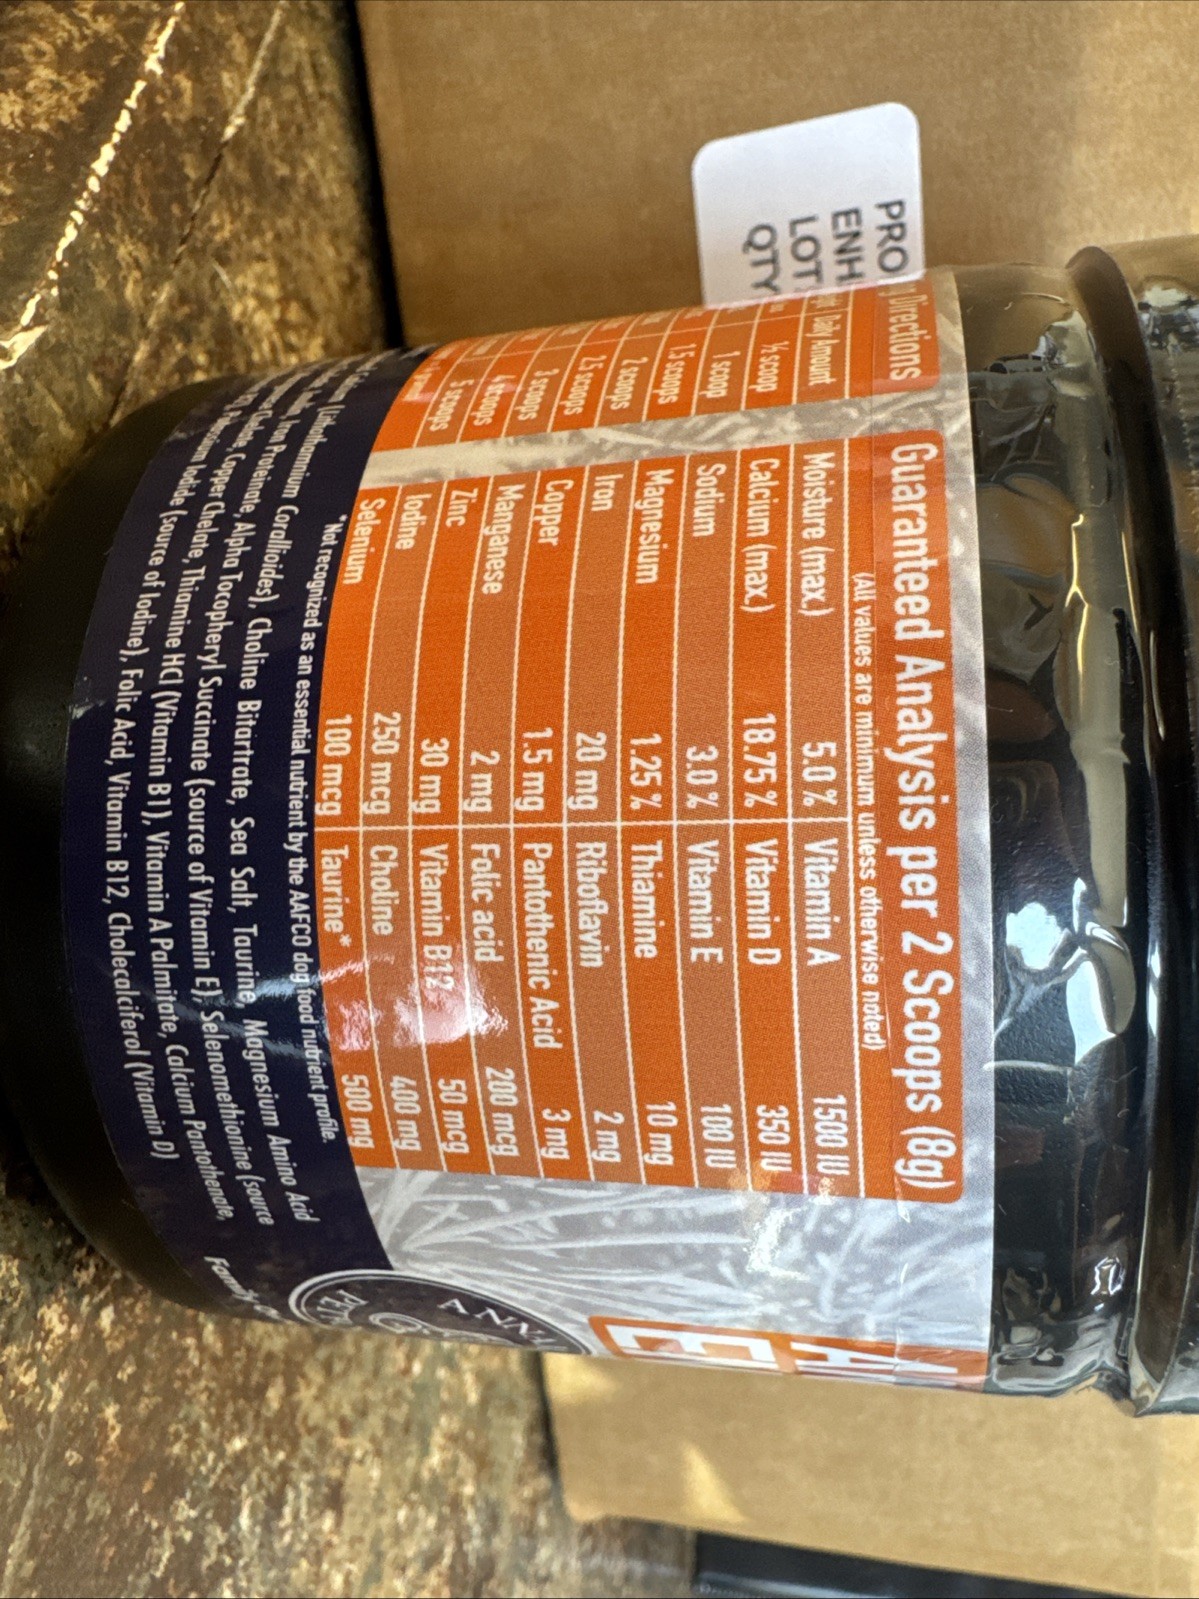 PRO
ENH
LOT
QTY
Directions
Daily Amount
½ scoop
1 scoop
1.5 scoops
2 scoops
2.5 scoops
3 scoops
5 scoops
Guaranteed Analysis per 2 Scoops (8g)
(All values are minimum unless otherwise noted)
Moisture (max.) 5.0 % Vitamin A 1500 IU
Calcium (max.) 18.75 % Vitamin D 350 IU
Sodium 3.0 % Vitamin E 100 IU
Magnesium 1.25 % Thiamine 10 mg
Iron 20 mg Riboflavin 2 mg
Copper 1.5 mg Pantothenic Acid 3 mg
Manganese 2 mg Folic acid 200 mcg
Zinc 30 mg Vitamin B12 50 mcg
Iodine 250 mcg Choline 400 mg
Selenium 100 mcg Taurine* 500 mg
*Not recognized as an essential nutrient by the AAFCO dog food nutrient profile.
(Lithothamnium Corallioides), Choline Bitartrate, Sea Salt, Taurine, Magnesium Amino Acid
Iron Proteinate, Alpha Tocopheryl Succinate (source of Vitamin E), Selenomethionine (source
Copper Chelate, Thiamine HCl (Vitamin B1), Vitamin A Palmitate, Calcium Pantothenate,
Iodide (source of Iodine), Folic Acid, Vitamin B12, Cholecalciferol (Vitamin D)
ANNA